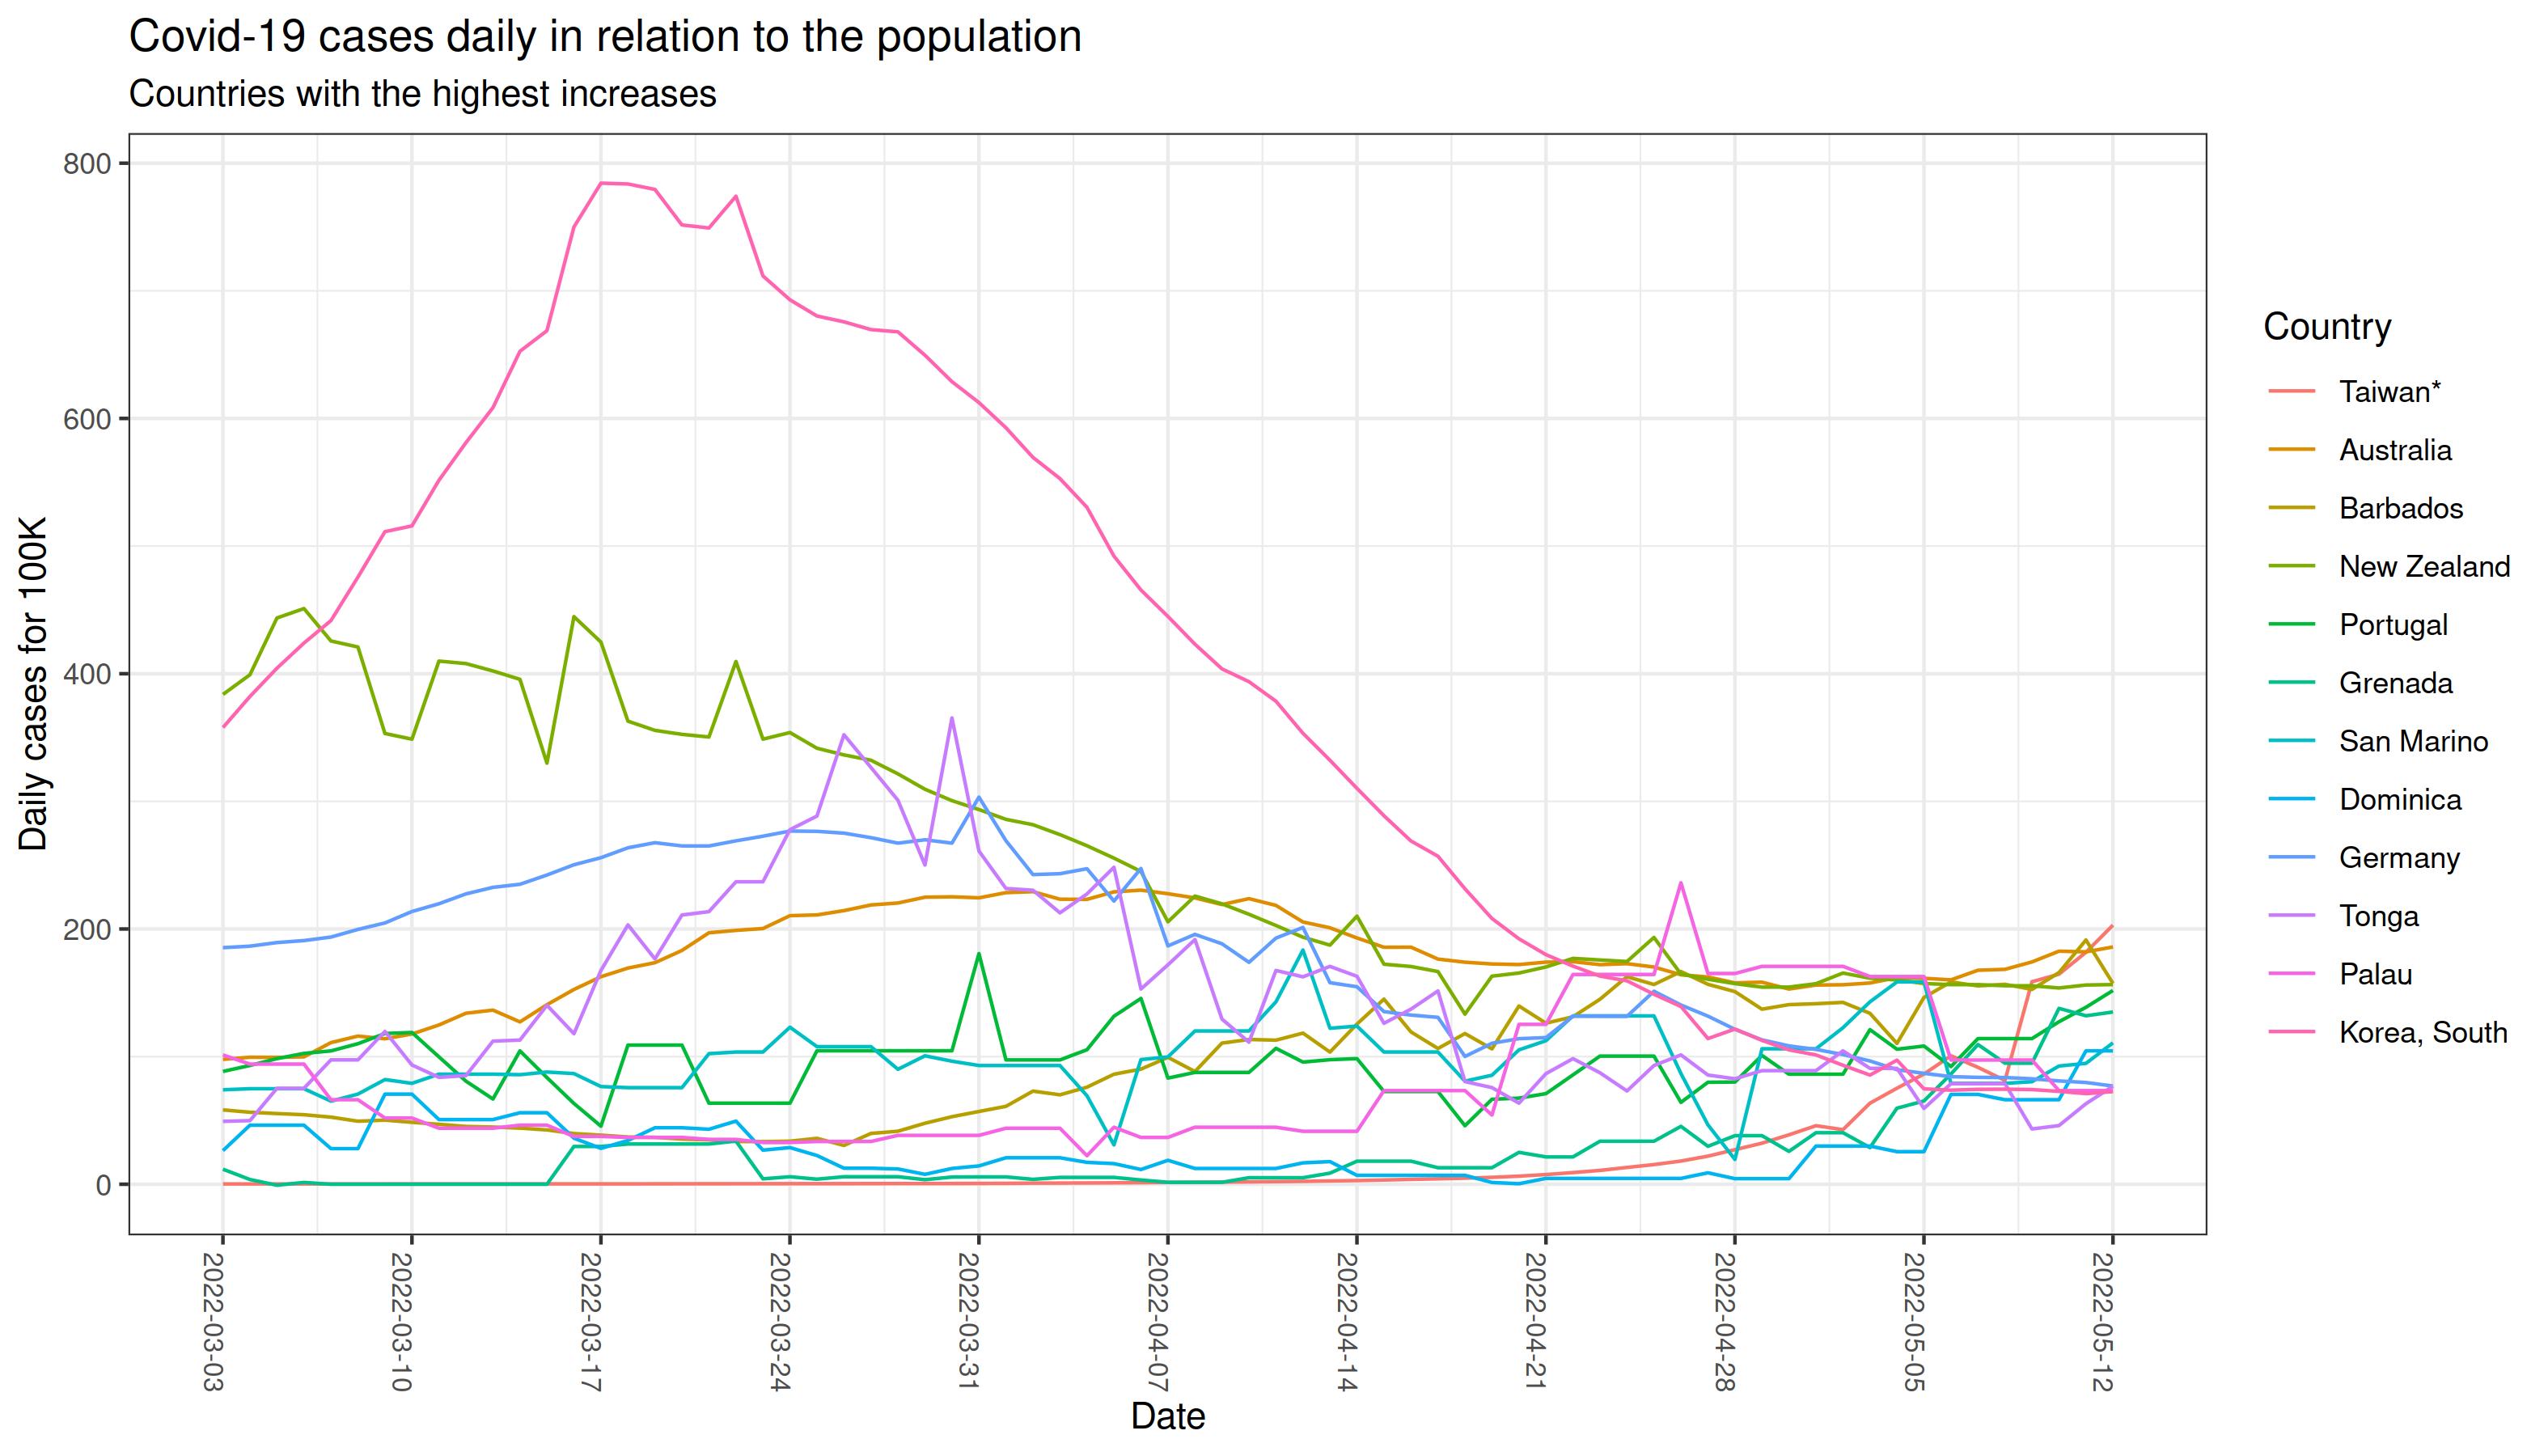 Covid-19 cases daily in relation to the population
Countries with the highest increases
Daily cases for 100K
800
600
400
200
0
2022-03-03
2022-03-10
2022-03-17
2022-03-24
2022-03-31
2022-04-07
2022-04-14
2022-04-21
2022-04-28
2022-05-05
2022-05-12
Date
Country
Taiwan*
Australia
Barbados
New Zealand
Portugal
Grenada
San Marino
Dominica
Germany
Tonga
Palau
Korea, South